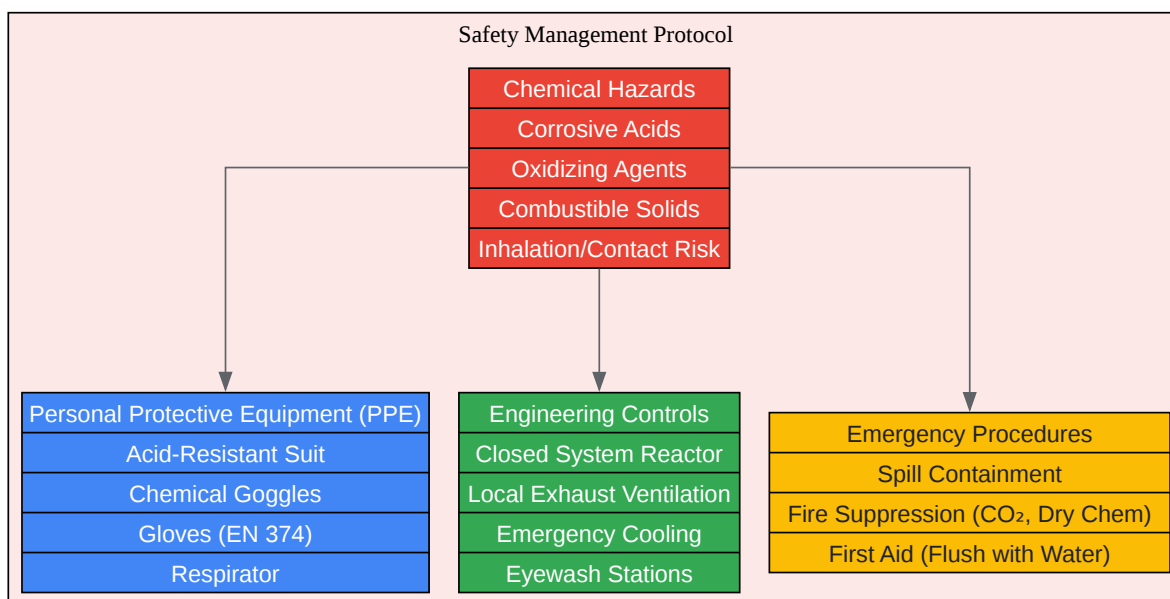 Safety Management Protocol
Chemical Hazards
Corrosive Acids
Oxidizing Agents
Combustible Solids
Inhalation/Contact Risk
Personal Protective Equipment (PPE)
Acid-Resistant Suit
Chemical Goggles
Gloves (EN 374)
Respirator
Engineering Controls
Closed System Reactor
Local Exhaust Ventilation
Emergency Cooling
Eyewash Stations
Emergency Procedures
Spill Containment
Fire Suppression (CO₂, Dry Chem)
First Aid (Flush with Water)